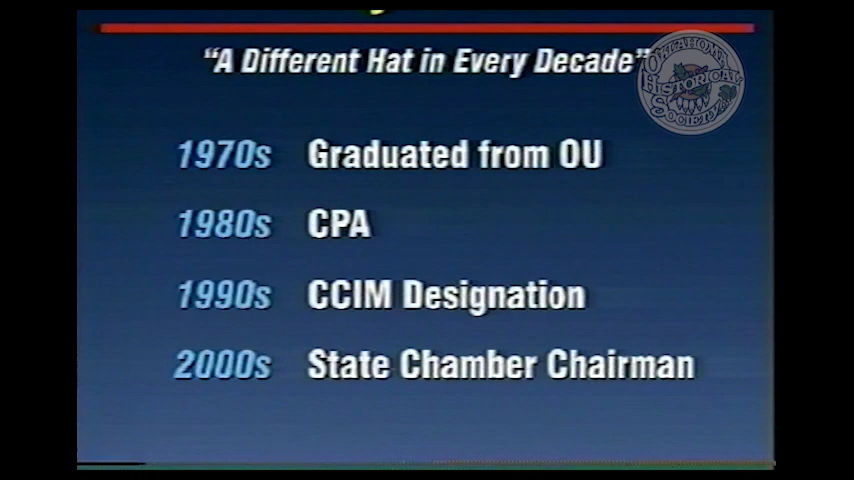 "A Different Hat in Every Decade"
OKLAHOMA
HISTORICAL
SOCIETY
1970s Graduated from OU
1980s CPA
1990s CCIM Designation
2000s State Chamber Chairman